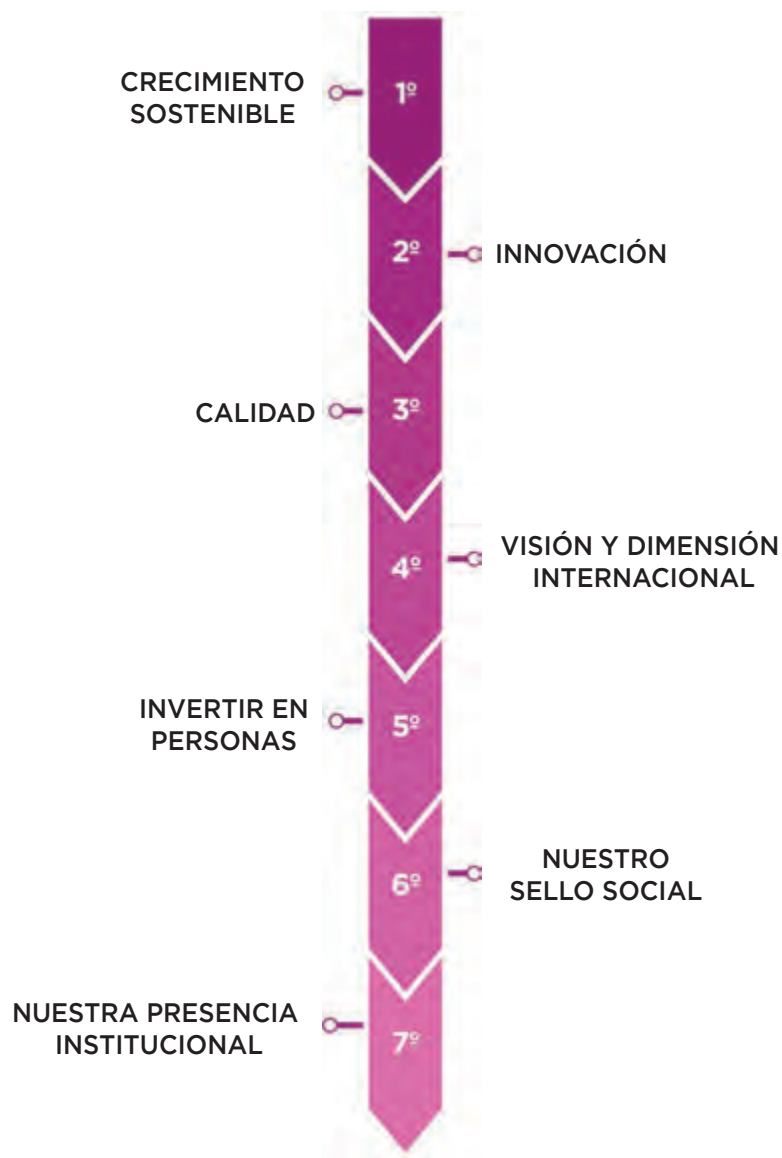 CRECIMIENTO
SOSTENIBLE
1º
2º
INNOVACIÓN
CALIDAD
3º
VISIÓN Y DIMENSIÓN
INTERNACIONAL
4º
INVERTIR EN
PERSONAS
5º
NUESTRO
SELLO SOCIAL
6º
NUESTRA PRESENCIA
INSTITUCIONAL
7º